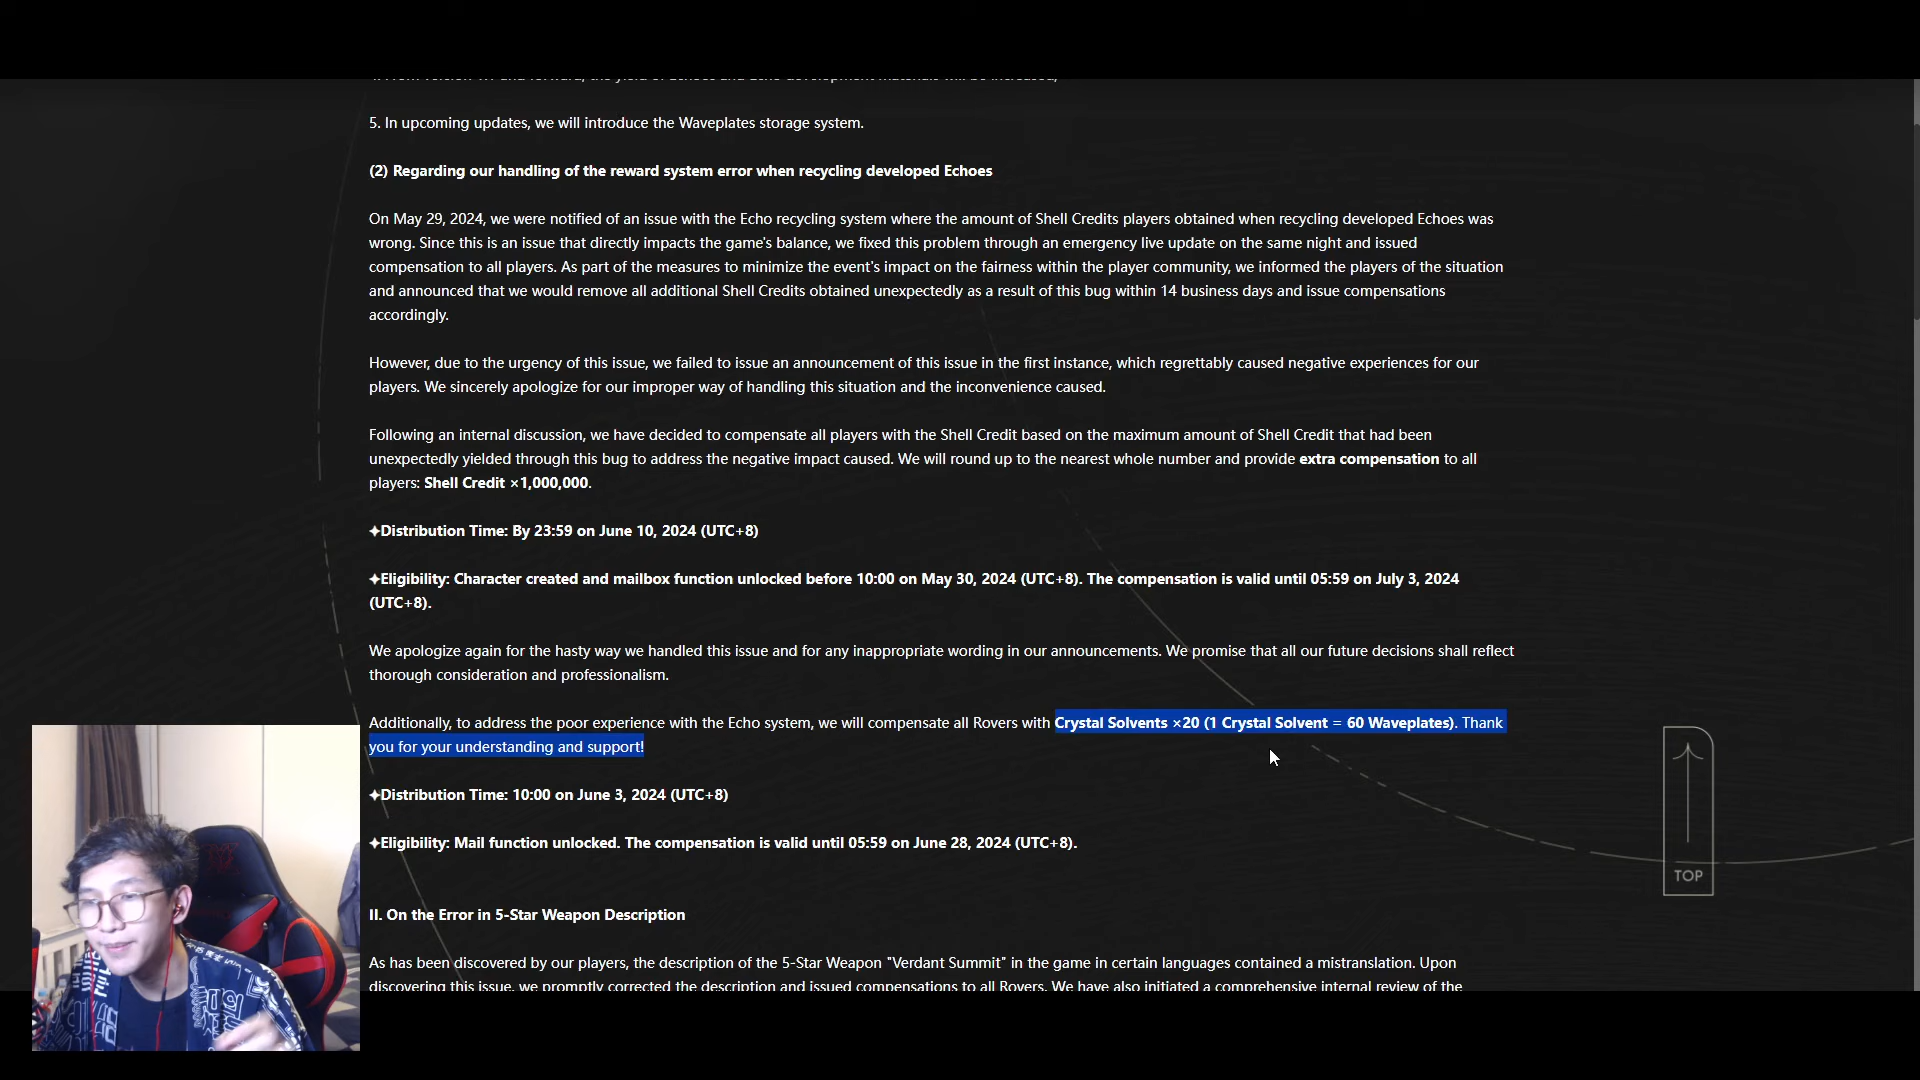 4. From version 1.1 and forward, the yield of Echoes and Echo development materials will be increased;
5. In upcoming updates, we will introduce the Waveplates storage system.
(2) Regarding our handling of the reward system error when recycling developed Echoes
On May 29, 2024, we were notified of an issue with the Echo recycling system where the amount of Shell Credits players obtained when recycling developed Echoes was
wrong. Since this is an issue that directly impacts the game's balance, we fixed this problem through an emergency live update on the same night and issued
compensation to all players. As part of the measures to minimize the event's impact on the fairness within the player community, we informed the players of the situation
and announced that we would remove all additional Shell Credits obtained unexpectedly as a result of this bug within 14 business days and issue compensations
accordingly.
However, due to the urgency of this issue, we failed to issue an announcement of this issue in the first instance, which regrettably caused negative experiences for our
players. We sincerely apologize for our improper way of handling this situation and the inconvenience caused.
Following an internal discussion, we have decided to compensate all players with the Shell Credit based on the maximum amount of Shell Credit that had been
unexpectedly yielded through this bug to address the negative impact caused. We will round up to the nearest whole number and provide extra compensation to all
players: Shell Credit ×1,000,000.
✦Distribution Time: By 23:59 on June 10, 2024 (UTC+8)
✦Eligibility: Character created and mailbox function unlocked before 10:00 on May 30, 2024 (UTC+8). The compensation is valid until 05:59 on July 3, 2024
(UTC+8).
We apologize again for the hasty way we handled this issue and for any inappropriate wording in our announcements. We promise that all our future decisions shall reflect
thorough consideration and professionalism.
Additionally, to address the poor experience with the Echo system, we will compensate all Rovers with Crystal Solvents ×20 (1 Crystal Solvent = 60 Waveplates). Thank
you for your understanding and support!
✦Distribution Time: 10:00 on June 3, 2024 (UTC+8)
✦Eligibility: Mail function unlocked. The compensation is valid until 05:59 on June 28, 2024 (UTC+8).
TOP
II. On the Error in 5-Star Weapon Description
As has been discovered by our players, the description of the 5-Star Weapon "Verdant Summit" in the game in certain languages contained a mistranslation. Upon
discovering this issue, we promptly corrected the description and issued compensations to all Rovers. We have also initiated a comprehensive internal review of the